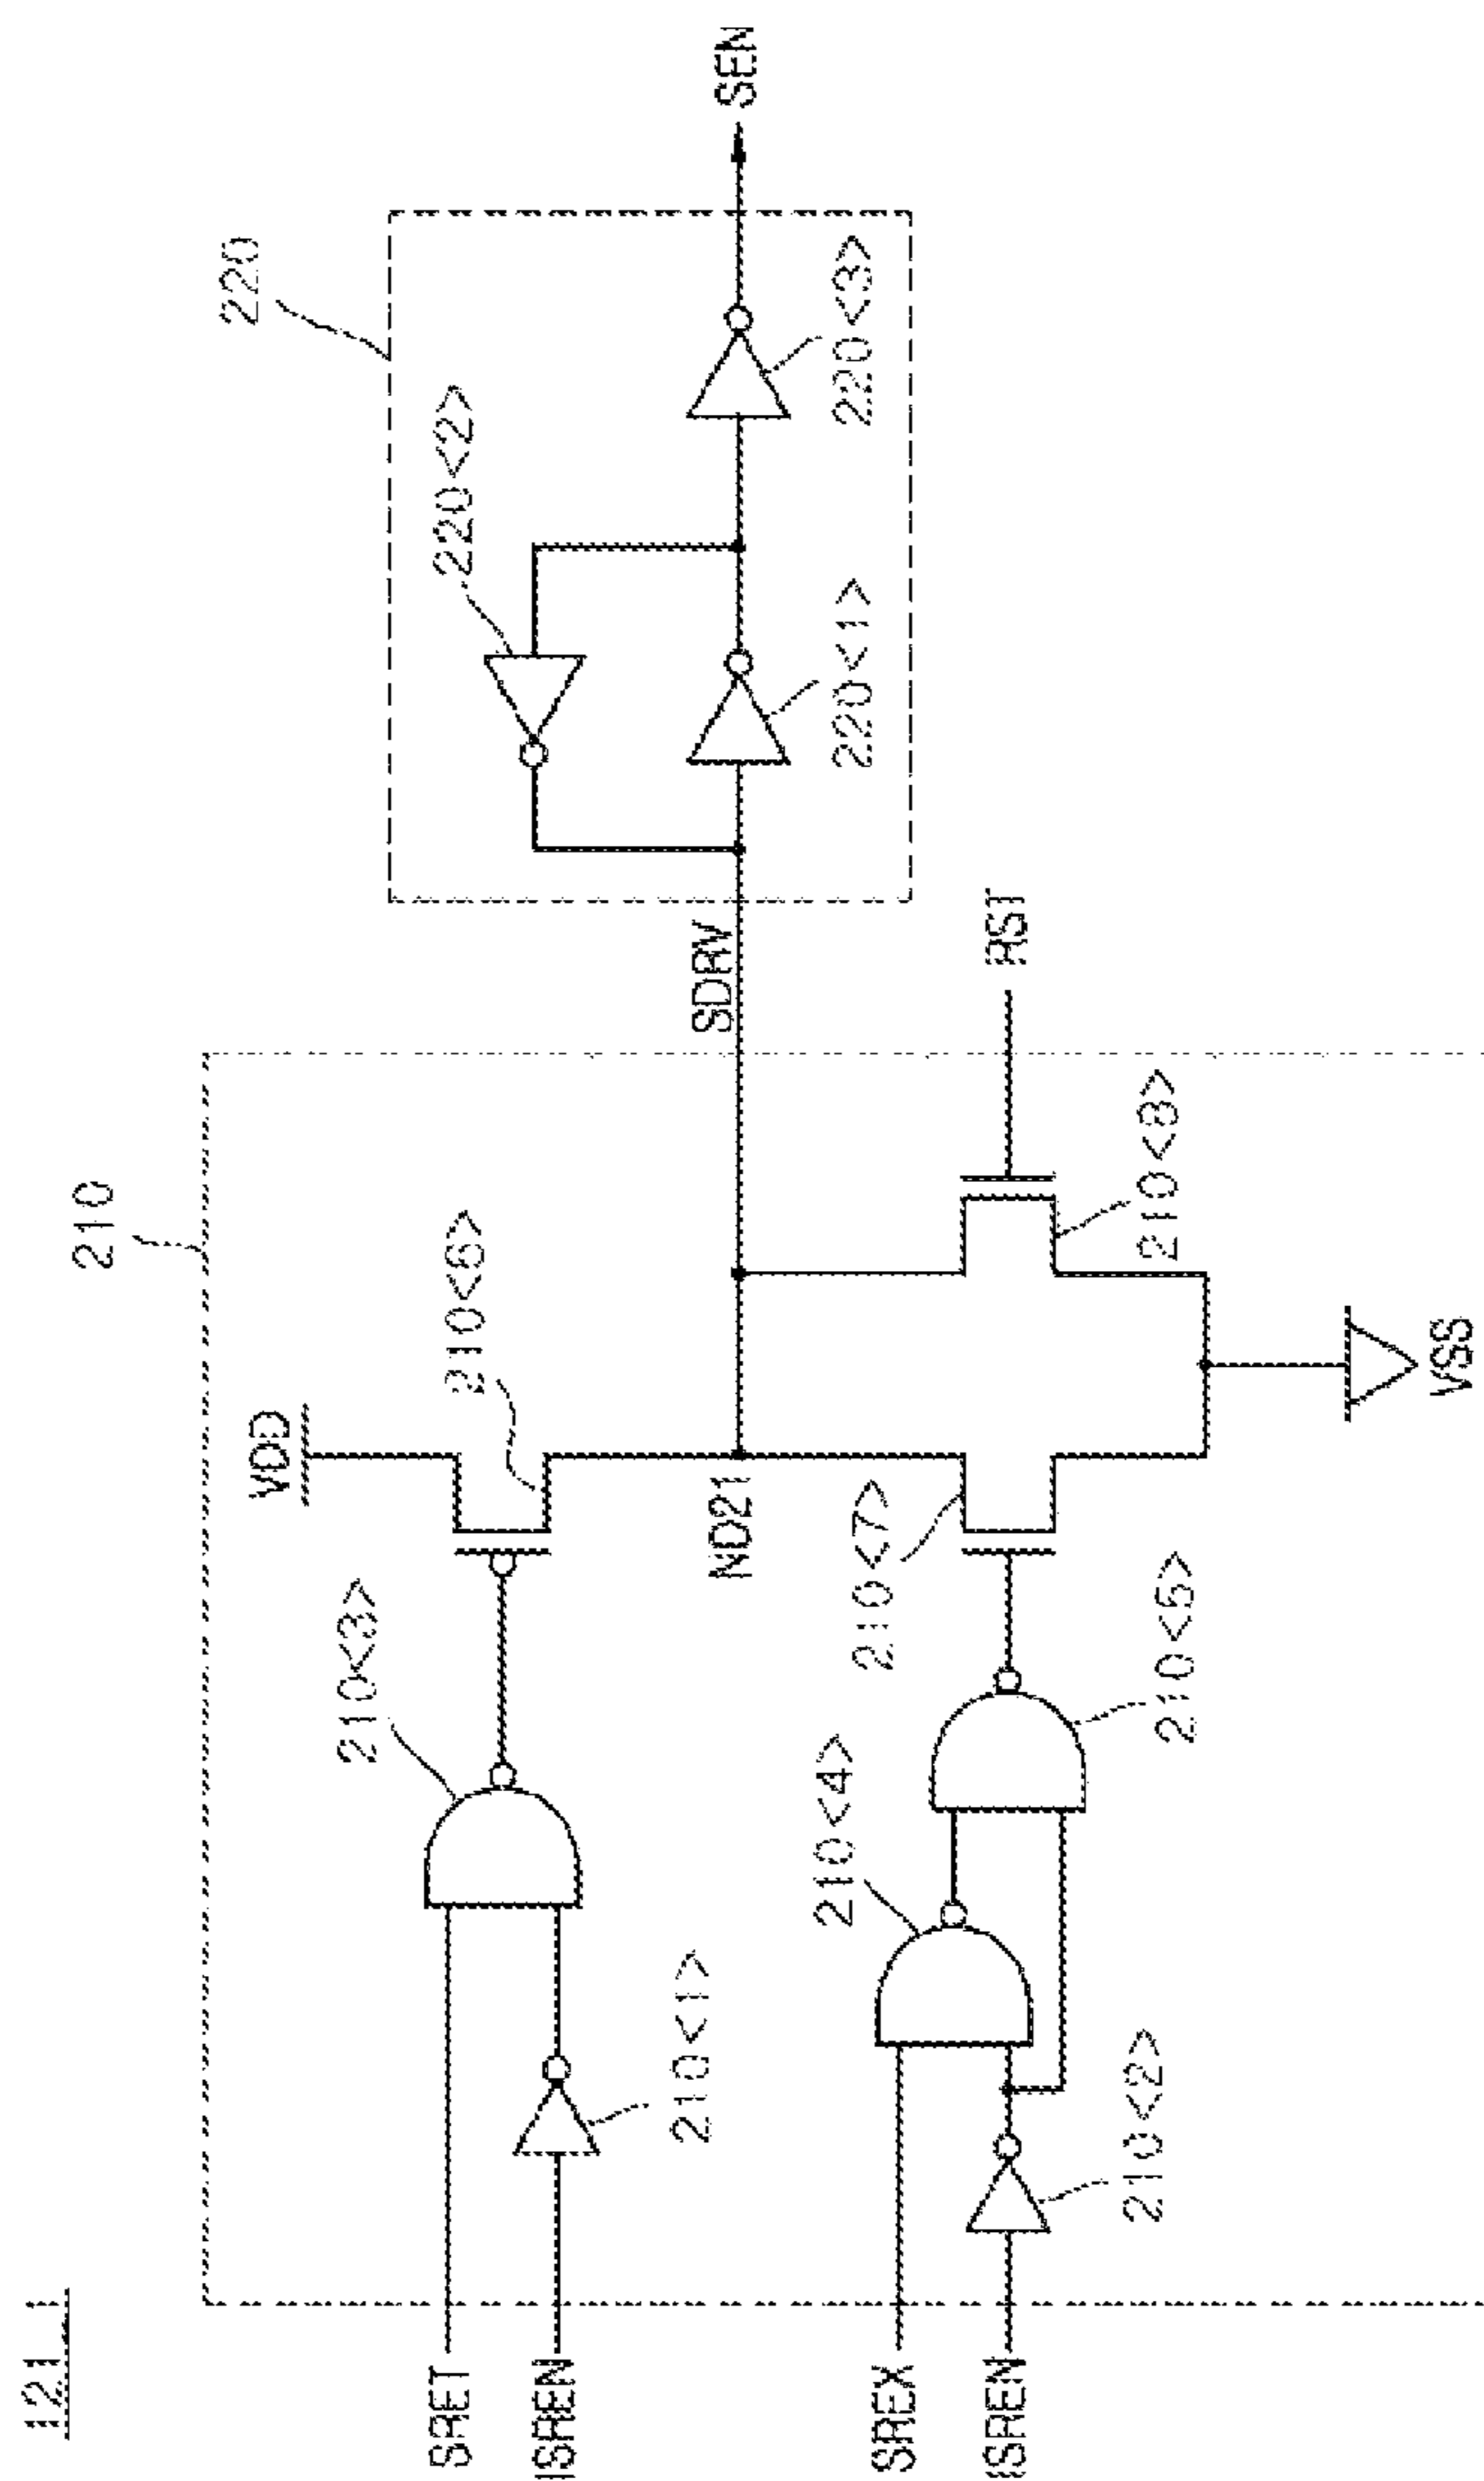 121
210
VDD
210<3>
210<6>
SRET
ISREN
210<1>
ND21
SDRV
220
220<2>
SEN
220<1>
220<3>
210<4>
210<7>
RST
SREX
ISREN
210<2>
210<5>
210<8>
VSS